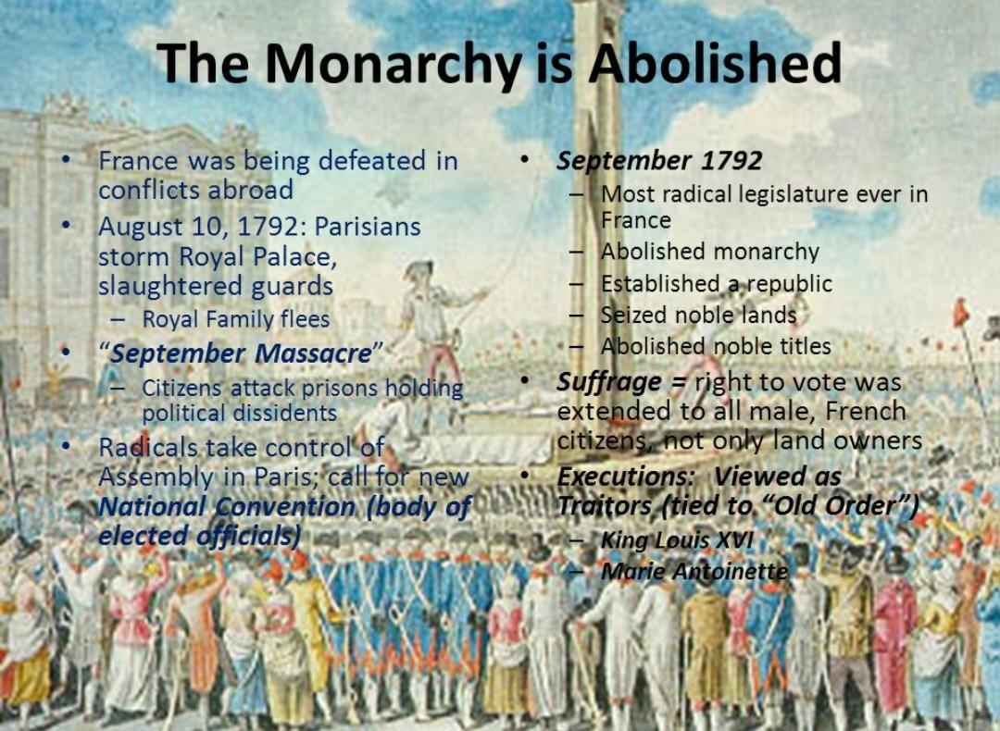 The Monarchy is Abolished
• France was being defeated in
conflicts abroad
• August 10, 1792: Parisians
storm Royal Palace,
slaughtered guards
– Royal Family flees
• “September Massacre”
– Citizens attack prisons holding
political dissidents
• Radicals take control of
Assembly in Paris; call for new
National Convention (body of
elected officials)
• September 1792
– Most radical legislature ever in
France
– Abolished monarchy
– Established a republic
– Seized noble lands
– Abolished noble titles
• Suffrage = right to vote was
extended to all male, French
citizens, not only land owners
• Executions: Viewed as
Traitors (tied to “Old Order”)
– King Louis XVI
– Marie Antoinette